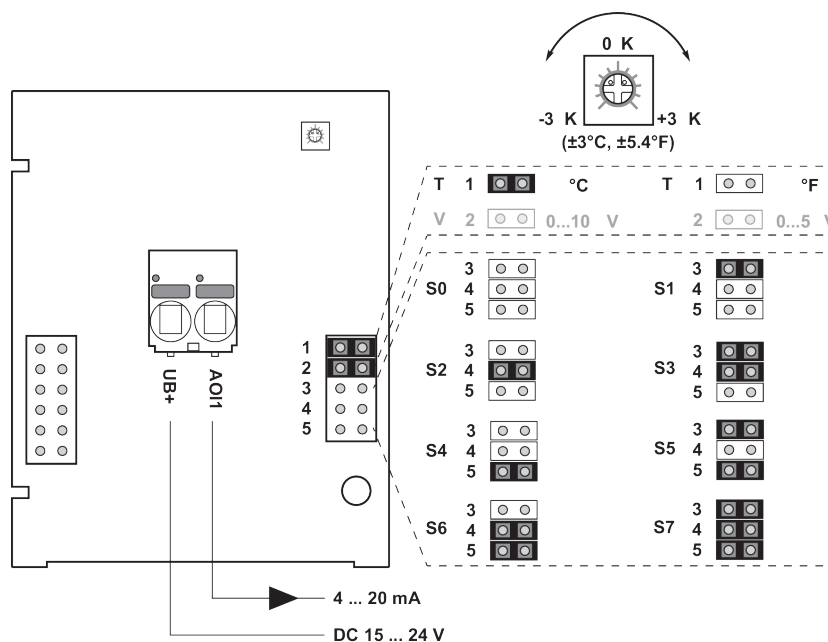 0 K
-3 K
+3 K
(±3°C, ±5.4°F)
T 1 °C
T 1 °F
V 2 0...10 V
2 0...5 V
S0 3 4 5
S1 3 4 5
S2 3 4 5
S3 3 4 5
S4 3 4 5
S5 3 4 5
S6 3 4 5
S7 3 4 5
1
2
3
4
5
UB+
AOI1
4 ... 20 mA
DC 15 ... 24 V